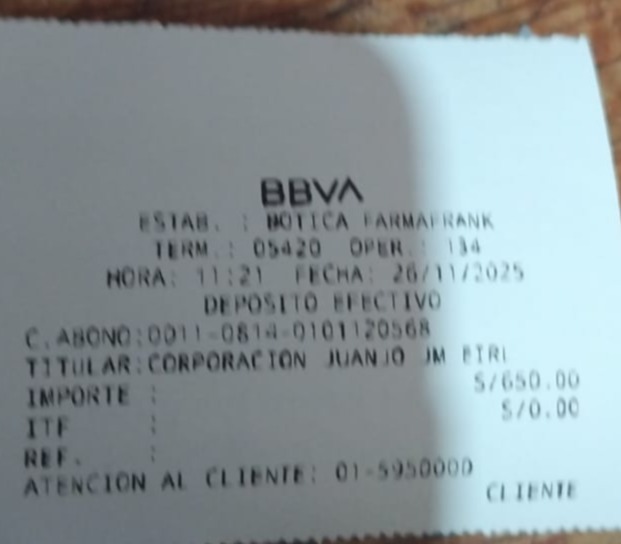 BBVA
ESTAB. : BOTICA FARMAFRANK
TERM.: 05420 OPER.: 134
HORA: 11:21 FECHA: 26/11/2025
DEPOSITO EFECTIVO
C.ABONO:0011-0814-0101120568
TITULAR:CORPORACION JUANJO JM EIRL
IMPORTE : S/650.00
ITF : S/0.00
REF. :
ATENCION AL CLIENTE: 01-5950000
CLIENTE